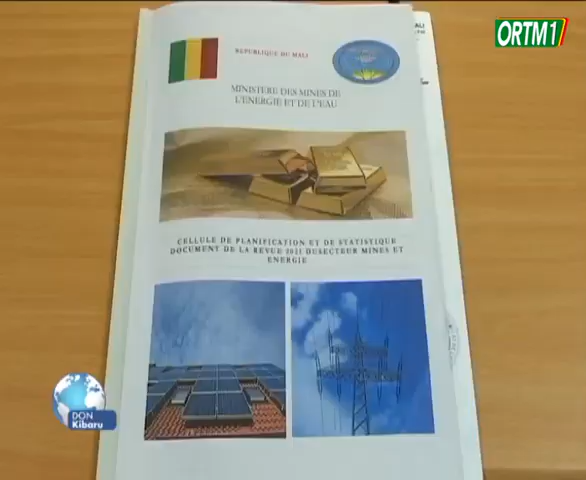 ORTM1
REPUBLIQUE DU MALI
MINISTERE DES MINES DE
L'ENERGIE ET DE L'EAU
CELLULE DE PLANIFICATION ET DE STATISTIQUE
DOCUMENT DE LA REVUE 2021 DUSECTEUR MINES ET
ENERGIE
DON
Kibaru